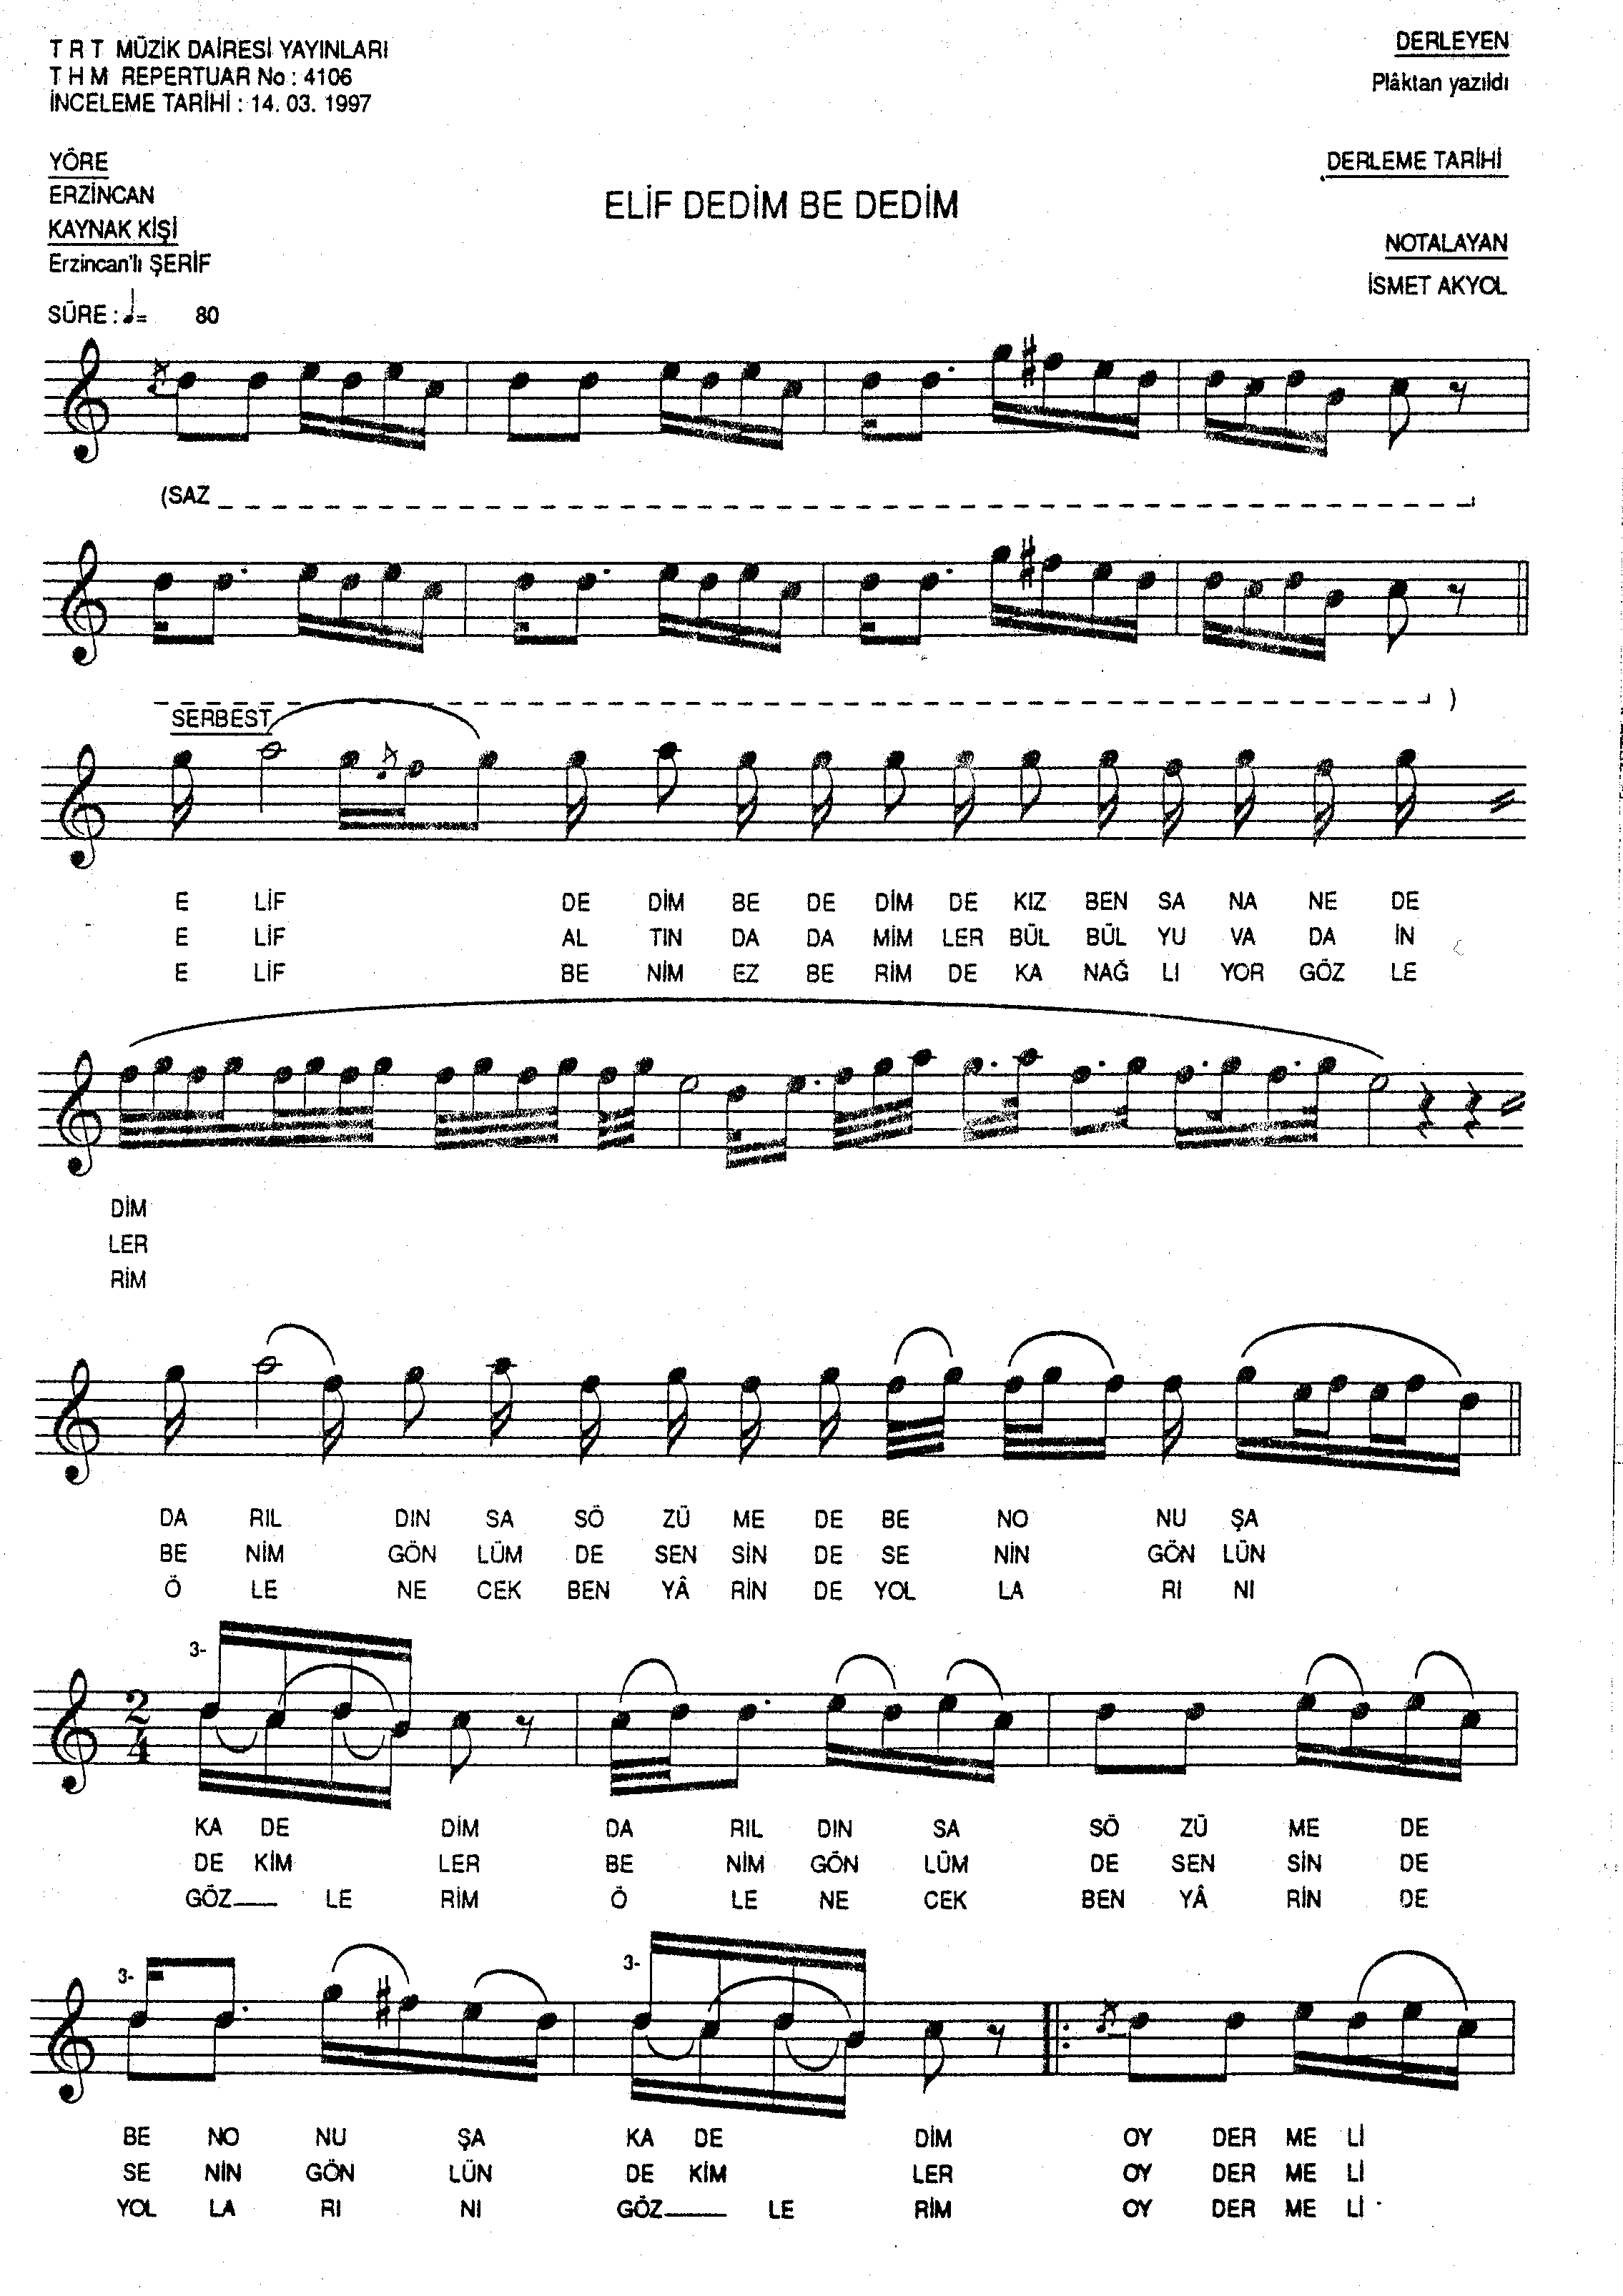 T R T MÜZİK DAİRESİ YAYINLARI
T H M REPERTUAR No : 4106
İNCELEME TARİHİ : 14. 03. 1997
DERLEYEN
Plâktan yazıldı
YÖRE
ERZİNCAN
KAYNAK KİŞİ
Erzincan'lı ŞERİF
SÜRE : ♩= 80
ELİF DEDİM BE DEDİM
DERLEME TARİHİ
NOTALAYAN
İSMET AKYOL
(SAZ
)
SERBEST
E LİF DE DİM BE DE DİM DE KIZ BEN SA NA NE DE
E LİF AL TIN DA DA MİM LER BÜL BÜL YU VA DA İN
E LİF BE NİM EZ BE RİM DE KA NAĞ LI YOR GÖZ LE
DİM
LER
RİM
DA RIL DIN SA SÖ ZÜ ME DE BE NO NU ŞA
BE NİM GÖN LÜM DE SEN SİN DE SE NİN GÖN LÜN
Ö LE NE CEK BEN YÂ RİN DE YOL LA RI NI
3-
2
4
KA DE DİM DA RIL DIN SA SÖ ZÜ ME DE
DE KİM LER BE NİM GÖN LÜM DE SEN SİN DE
GÖZ___ LE RİM Ö LE NE CEK BEN YÂ RİN DE
3- 3-
BE NO NU ŞA KA DE DİM OY DER ME Lİ
SE NİN GÖN LÜN DE KİM LER OY DER ME Lİ
YOL LA RI NI GÖZ___ LE RİM OY DER ME Lİ